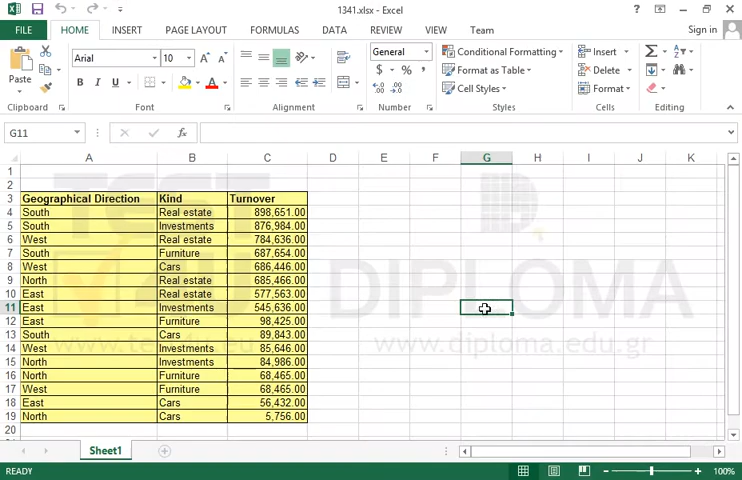 1341.xlsx - Excel
? 
Sign in
FILE HOME INSERT PAGE LAYOUT FORMULAS DATA REVIEW VIEW Team
Paste
Arial 10
B I U
General
$ % ,
Conditional Formatting
Format as Table
Cell Styles
Insert
Delete
Format
Clipboard Font Alignment Number Styles Cells Editing
G11 fx
A B C D E F G H I J K
1
2
3 Geographical Direction Kind Turnover
4 South Real estate 898,651.00
5 South Investments 876,984.00
6 West Real estate 784,636.00
7 South Furniture 687,654.00
8 West Cars 686,446.00
9 North Real estate 685,466.00
10 East Real estate 577,563.00
11 East Investments 545,636.00
12 East Furniture 98,425.00
13 South Cars 89,843.00
14 West Investments 85,646.00
15 North Investments 84,986.00
16 North Furniture 68,465.00
17 West Furniture 68,465.00
18 East Cars 56,432.00
19 North Cars 5,756.00
20
TEST
4U
DIPLOMA
www.diploma.edu.gr
Sheet1
READY 100%